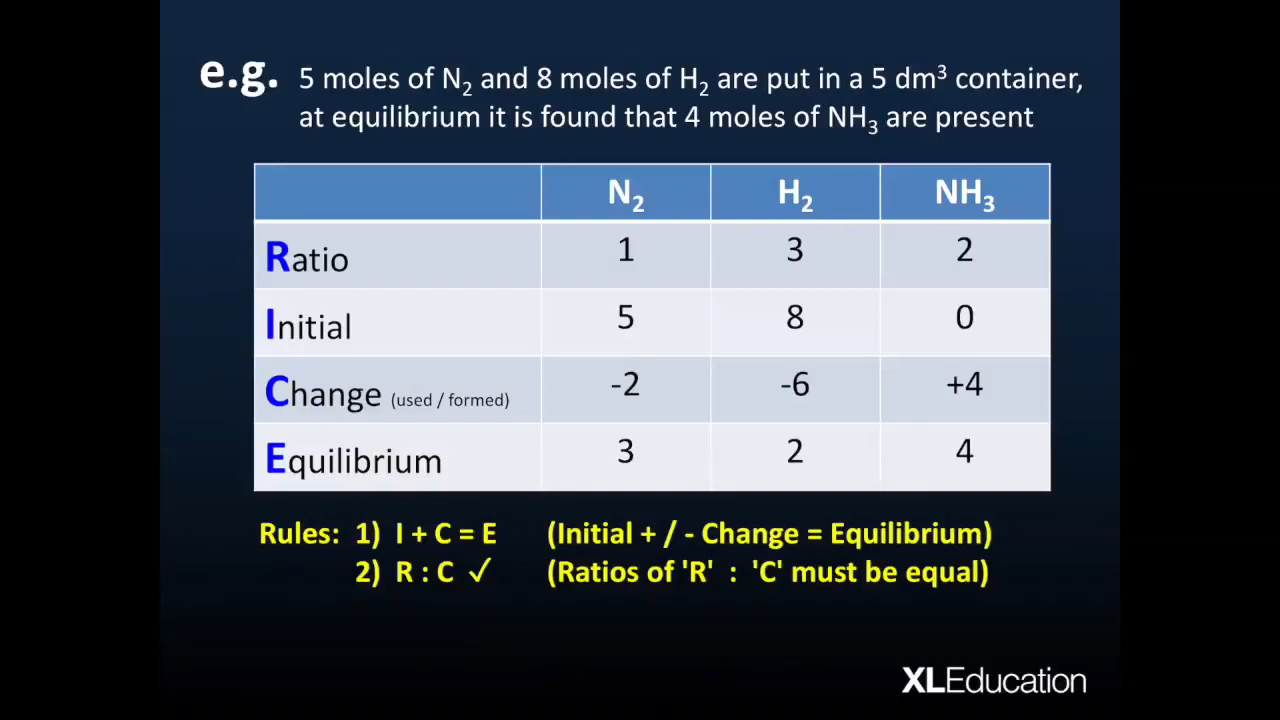 e.g. 5 moles of N₂ and 8 moles of H₂ are put in a 5 dm³ container,
at equilibrium it is found that 4 moles of NH₃ are present
N₂ H₂ NH₃
Ratio 1 3 2
Initial 5 8 0
Change (used / formed) -2 -6 +4
Equilibrium 3 2 4
Rules: 1) I + C = E (Initial + / - Change = Equilibrium)
2) R : C ✓ (Ratios of 'R' : 'C' must be equal)
XLEducation